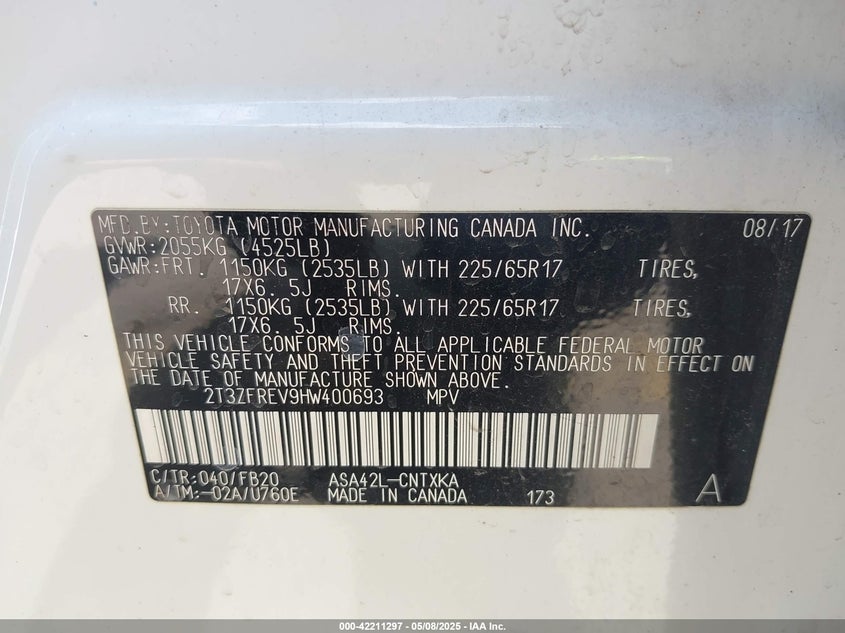 MFD.BY:TOYOTA MOTOR MANUFACTURING CANADA INC. 08/17
GVWR:2055KG (4525LB)
GAWR:FRT. 1150KG (2535LB) WITH 225/65R17 TIRES,
17X6. 5J RIMS.
RR. 1150KG (2535LB) WITH 225/65R17 TIRES,
17X6. 5J RIMS.
THIS VEHICLE CONFORMS TO ALL APPLICABLE FEDERAL MOTOR
VEHICLE SAFETY AND THEFT PREVENTION STANDARDS IN EFFECT ON
THE DATE OF MANUFACTURE SHOWN ABOVE.
2T3ZFREV9HW400693 MPV
C/TR:040/FB20 ASA42L-CNTXKA
A/TM:-02A/U760E MADE IN CANADA 173 A
000-42211297 - 05/08/2025 - IAA Inc.